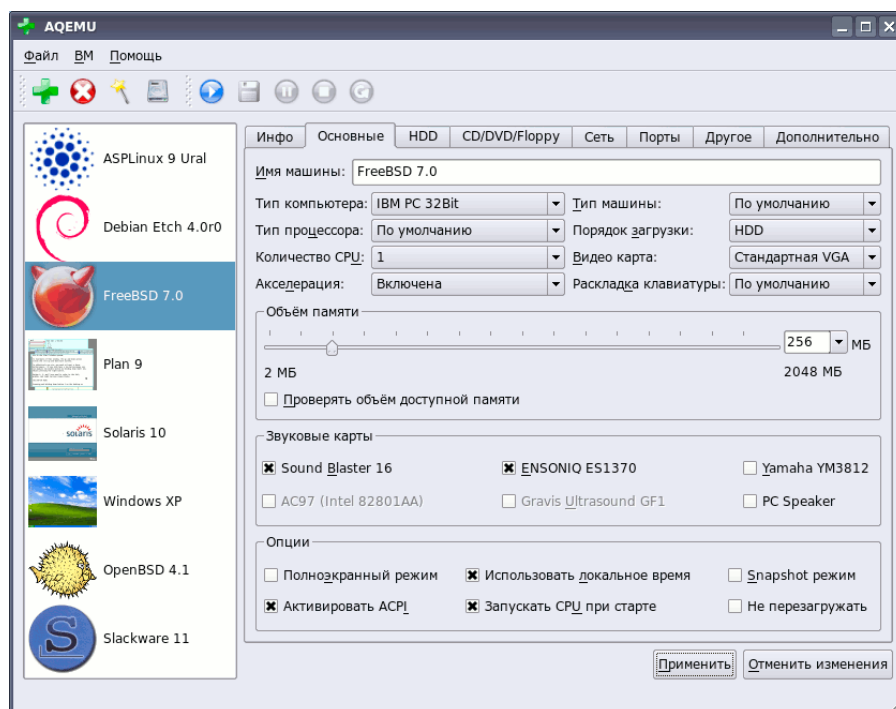 AQEMU
Файл ВМ Помощь
ASPLinux 9 Ural
Debian Etch 4.0r0
FreeBSD 7.0
Plan 9
Solaris 10
Windows XP
OpenBSD 4.1
Slackware 11
Инфо Основные HDD CD/DVD/Floppy Сеть Порты Другое Дополнительно
Имя машины: FreeBSD 7.0
Тип компьютера: IBM PC 32Bit Тип машины: По умолчанию
Тип процессора: По умолчанию Порядок загрузки: HDD
Количество CPU: 1 Видео карта: Стандартная VGA
Акселерация: Включена Раскладка клавиатуры: По умолчанию
Объём памяти
256 МБ
2 МБ 2048 МБ
Проверять объём доступной памяти
Звуковые карты
Sound Blaster 16 ENSONIQ ES1370 Yamaha YM3812
AC97 (Intel 82801AA) Gravis Ultrasound GF1 PC Speaker
Опции
Полноэкранный режим Использовать локальное время Snapshot режим
Активировать ACPI Запускать CPU при старте Не перезагружать
Применить Отменить изменения